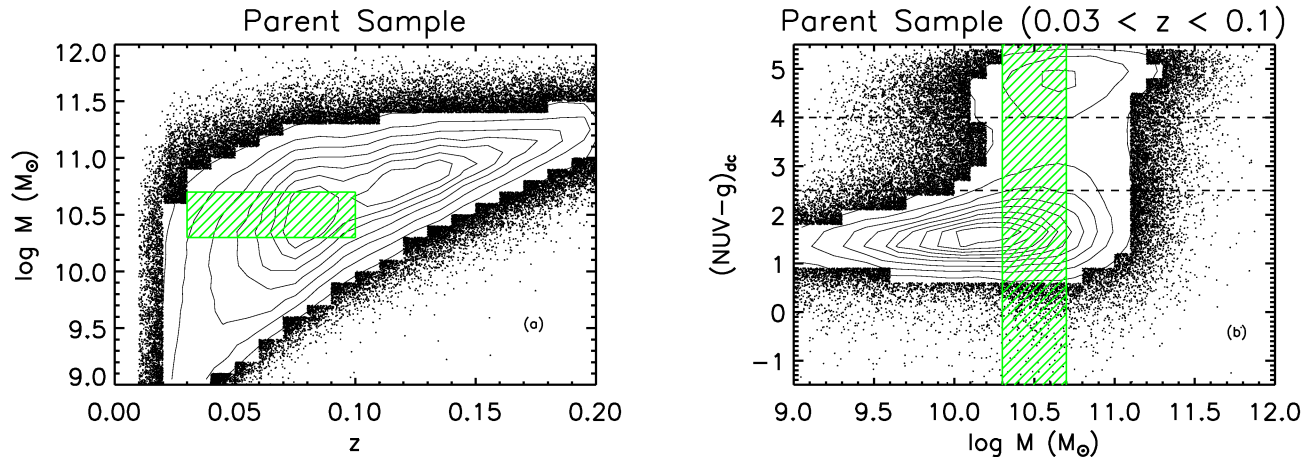 Parent Sample
12.0
11.5
11.0
10.5
10.0
9.5
9.0
log M (M⊙)
0.00 0.05 0.10 0.15 0.20
z
(a)
Parent Sample (0.03 < z < 0.1)
5
4
3
2
1
0
−1
(NUV−g)dc
9.0 9.5 10.0 10.5 11.0 11.5 12.0
log M (M⊙)
(b)